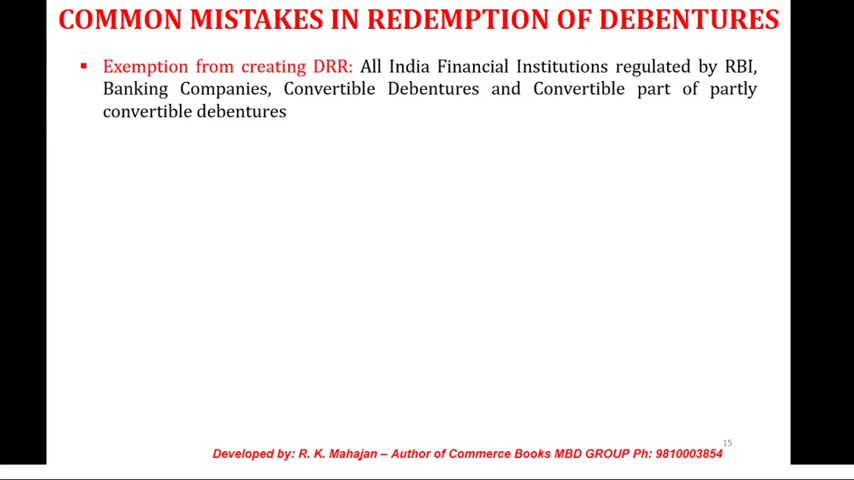 COMMON MISTAKES IN REDEMPTION OF DEBENTURES
▪ Exemption from creating DRR: All India Financial Institutions regulated by RBI,
Banking Companies, Convertible Debentures and Convertible part of partly
convertible debentures
15
Developed by: R. K. Mahajan – Author of Commerce Books MBD GROUP Ph: 9810003854